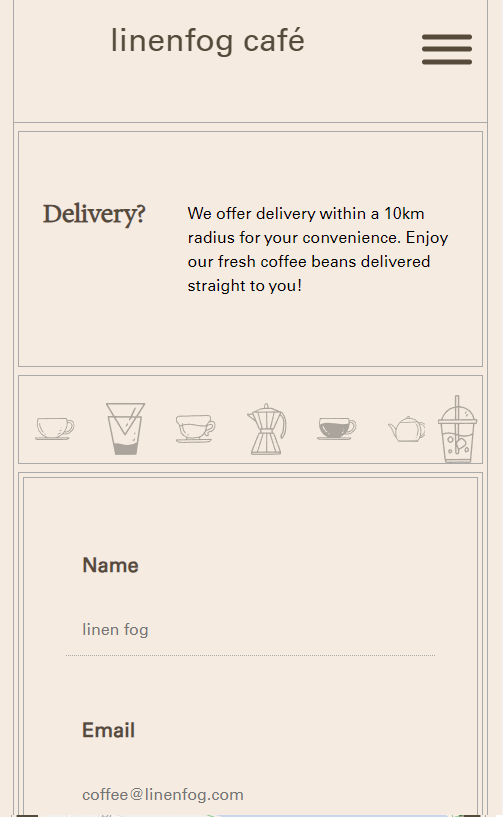 linenfog café
Delivery?
We offer delivery within a 10km
radius for your convenience. Enjoy
our fresh coffee beans delivered
straight to you!
Name
linen fog
Email
coffee@linenfog.com